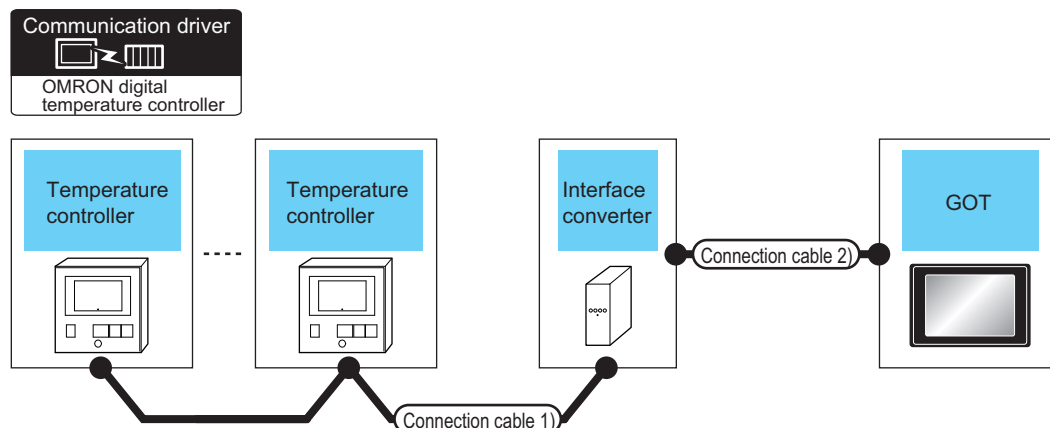 Communication driver
OMRON digital
temperature controller
Temperature
controller
Temperature
controller
Interface
converter
GOT
Connection cable 2)
Connection cable 1)